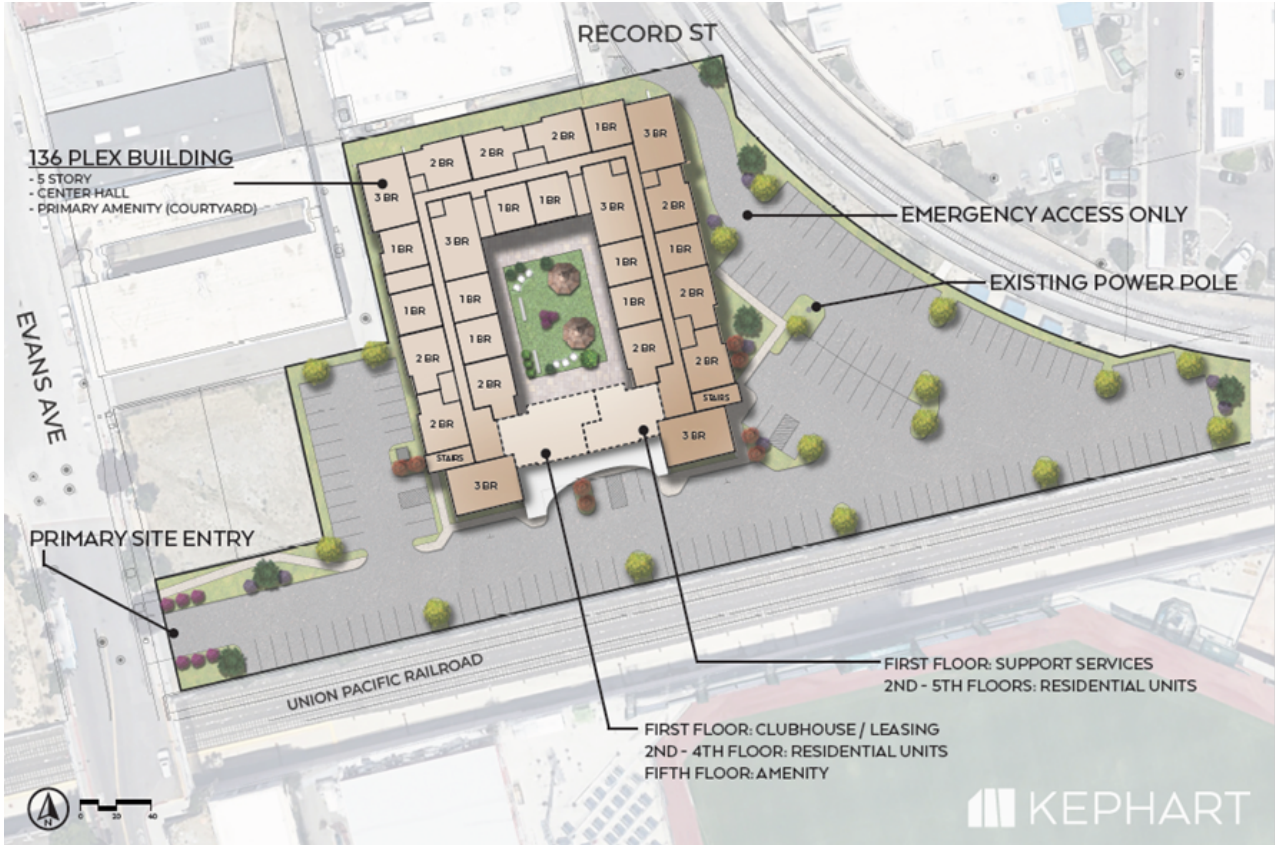 RECORD ST
136 PLEX BUILDING
- 5 STORY
- CENTER HALL
- PRIMARY AMENITY (COURTYARD)
3 BR
2 BR
2 BR
2 BR
1 BR
3 BR
1 BR
1 BR
3 BR
2 BR
1 BR
3 BR
1 BR
1 BR
1 BR
1 BR
1 BR
2 BR
1 BR
2 BR
2 BR
2 BR
2 BR
2 BR
STAIRS
3 BR
STAIRS
3 BR
EMERGENCY ACCESS ONLY
EXISTING POWER POLE
EVANS AVE
PRIMARY SITE ENTRY
UNION PACIFIC RAILROAD
FIRST FLOOR: SUPPORT SERVICES
2ND - 5TH FLOORS: RESIDENTIAL UNITS
FIRST FLOOR: CLUBHOUSE / LEASING
2ND - 4TH FLOOR: RESIDENTIAL UNITS
FIFTH FLOOR: AMENITY
N
0 20 40
KEPHART